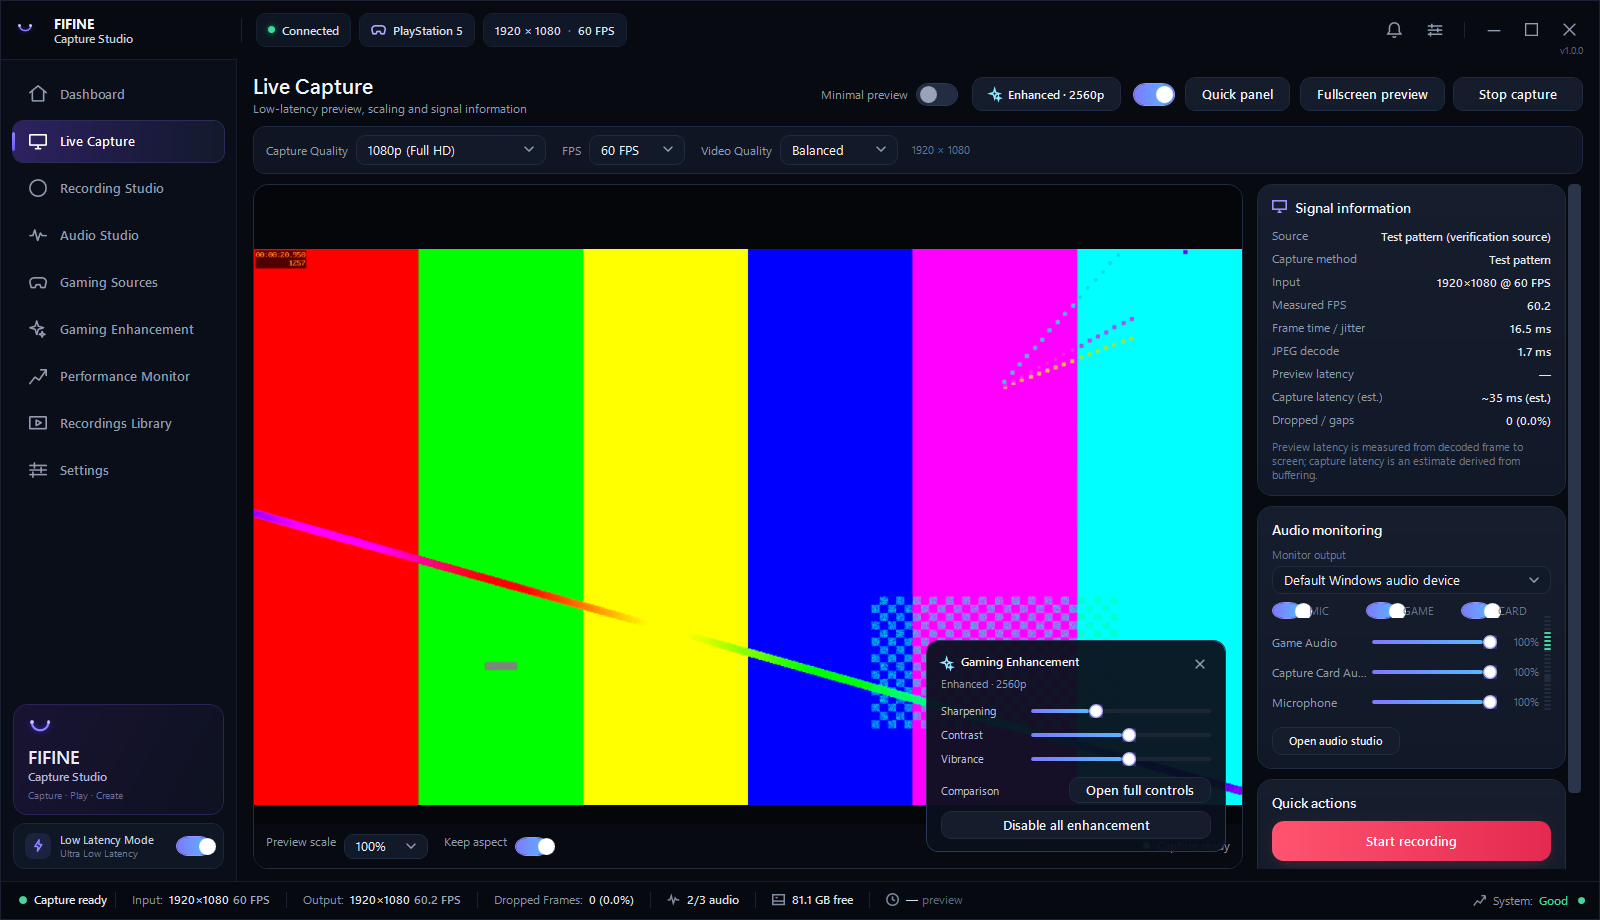 FIFINE
Capture Studio
Connected
PlayStation 5
1920 × 1080 · 60 FPS
v1.0.0
Dashboard
Live Capture
Recording Studio
Audio Studio
Gaming Sources
Gaming Enhancement
Performance Monitor
Recordings Library
Settings
FIFINE
Capture Studio
Capture · Play · Create
Low Latency Mode
Ultra Low Latency
Live Capture
Low-latency preview, scaling and signal information
Minimal preview
Enhanced · 2560p
Quick panel
Fullscreen preview
Stop capture
Capture Quality
1080p (Full HD)
FPS
60 FPS
Video Quality
Balanced
1920 × 1080
00:00:20.950
1257
Gaming Enhancement
Enhanced · 2560p
Sharpening
Contrast
Vibrance
Comparison
Open full controls
Disable all enhancement
Preview scale
100%
Keep aspect
Signal information
Source Test pattern (verification source)
Capture method Test pattern
Input 1920×1080 @ 60 FPS
Measured FPS 60.2
Frame time / jitter 16.5 ms
JPEG decode 1.7 ms
Preview latency —
Capture latency (est.) ~35 ms (est.)
Dropped / gaps 0 (0.0%)
Preview latency is measured from decoded frame to
screen; capture latency is an estimate derived from
buffering.
Audio monitoring
Monitor output
Default Windows audio device
MIC
GAME
CARD
Game Audio 100%
Capture Card Au... 100%
Microphone 100%
Open audio studio
Quick actions
Start recording
Capture ready
Input: 1920×1080 60 FPS
Output: 1920×1080 60.2 FPS
Dropped Frames: 0 (0.0%)
2/3 audio
81.1 GB free
— preview
System: Good